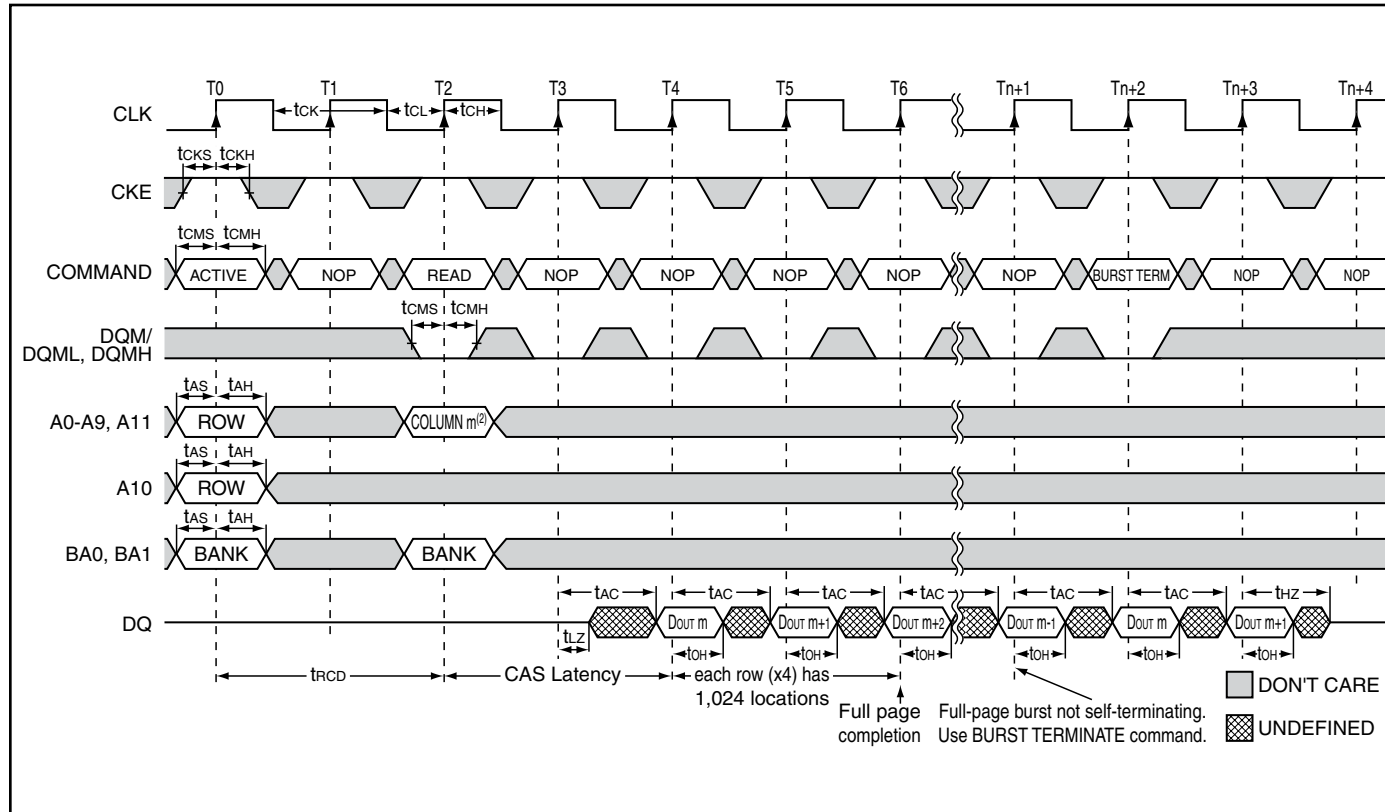 T0 T1 T2 T3 T4 T5 T6 Tn+1 Tn+2 Tn+3 Tn+4
CLK tCK tCL tCH
tCKS tCKH
CKE
tCMS tCMH
COMMAND ACTIVE NOP READ NOP NOP NOP NOP NOP BURST TERM NOP NOP
tCMS tCMH
DQM/
DQML, DQMH
tAS tAH
A0-A9, A11 ROW COLUMN m(2)
tAS tAH
A10 ROW
tAS tAH
BA0, BA1 BANK BANK
tAC tAC tAC tAC tAC tAC tHZ
DQ DOUT m DOUT m+1 DOUT m+2 DOUT m-1 DOUT m DOUT m+1
tLZ tOH tOH tOH tOH tOH tOH
tRCD CAS Latency each row (x4) has
1,024 locations
Full page
completion
Full-page burst not self-terminating.
Use BURST TERMINATE command.
DON'T CARE
UNDEFINED